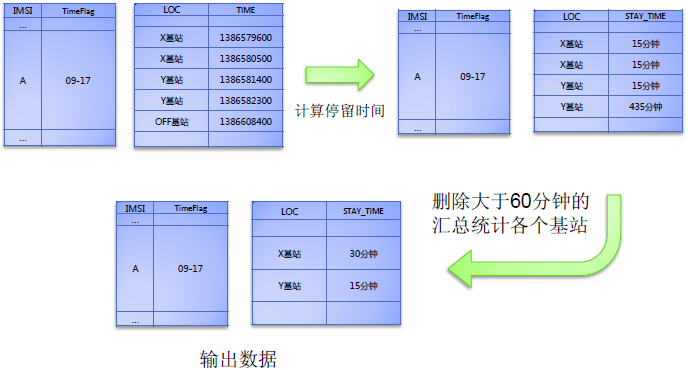 IMSI TimeFlag
...
A 09-17
...
LOC TIME
X基站 1386579600
X基站 1386580500
Y基站 1386581400
Y基站 1386582300
OFF基站 1386608400
计算停留时间
IMSI TimeFlag
...
A 09-17
...
LOC STAY_TIME
X基站 15分钟
X基站 15分钟
Y基站 15分钟
Y基站 435分钟
删除大于60分钟的
汇总统计各个基站
IMSI TimeFlag
...
A 09-17
...
LOC STAY_TIME
X基站 30分钟
Y基站 15分钟
输出数据